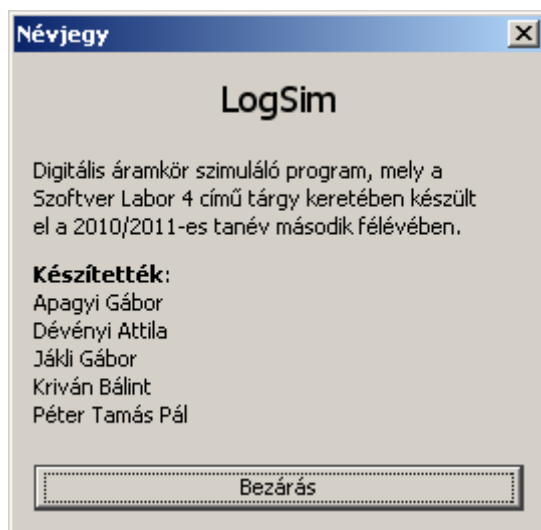 Névjegy
LogSim
Digitális áramkör szimuláló program, mely a
Szoftver Labor 4 című tárgy keretében készült
el a 2010/2011-es tanév második félévében.
Készítették:
Apagyi Gábor
Dévényi Attila
Jákli Gábor
Kriván Bálint
Péter Tamás Pál
Bezárás